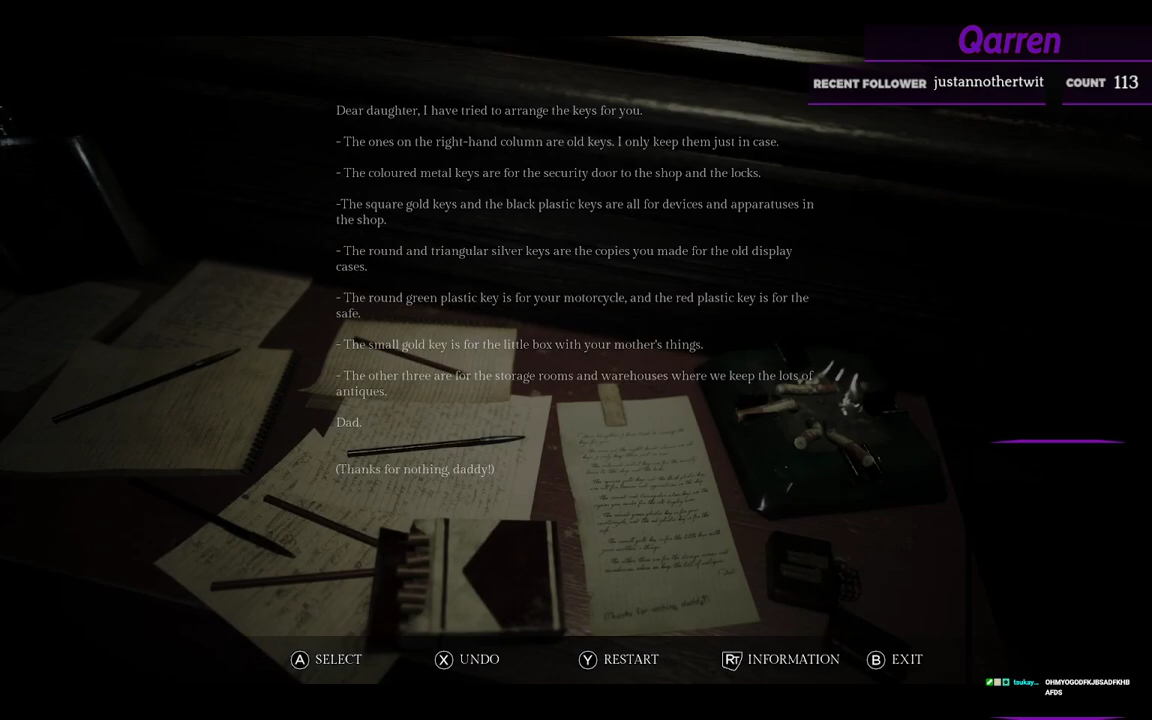 Qarren
RECENT FOLLOWER justannothertwit COUNT 113
Dear daughter, I have tried to arrange the keys for you.
- The ones on the right-hand column are old keys. I only keep them just in case.
- The coloured metal keys are for the security door to the shop and the locks.
-The square gold keys and the black plastic keys are all for devices and apparatuses in
the shop.
- The round and triangular silver keys are the copies you made for the old display
cases.
- The round green plastic key is for your motorcycle, and the red plastic key is for the
safe.
- The small gold key is for the little box with your mother's things.
- The other three are for the storage rooms and warehouses where we keep the lots of
antiques.
Dad.
(Thanks for nothing, daddy!)
A SELECT X UNDO Y RESTART RT INFORMATION B EXIT
tsukay... OHMYOGCDFKJBSADFKHB
AFDS